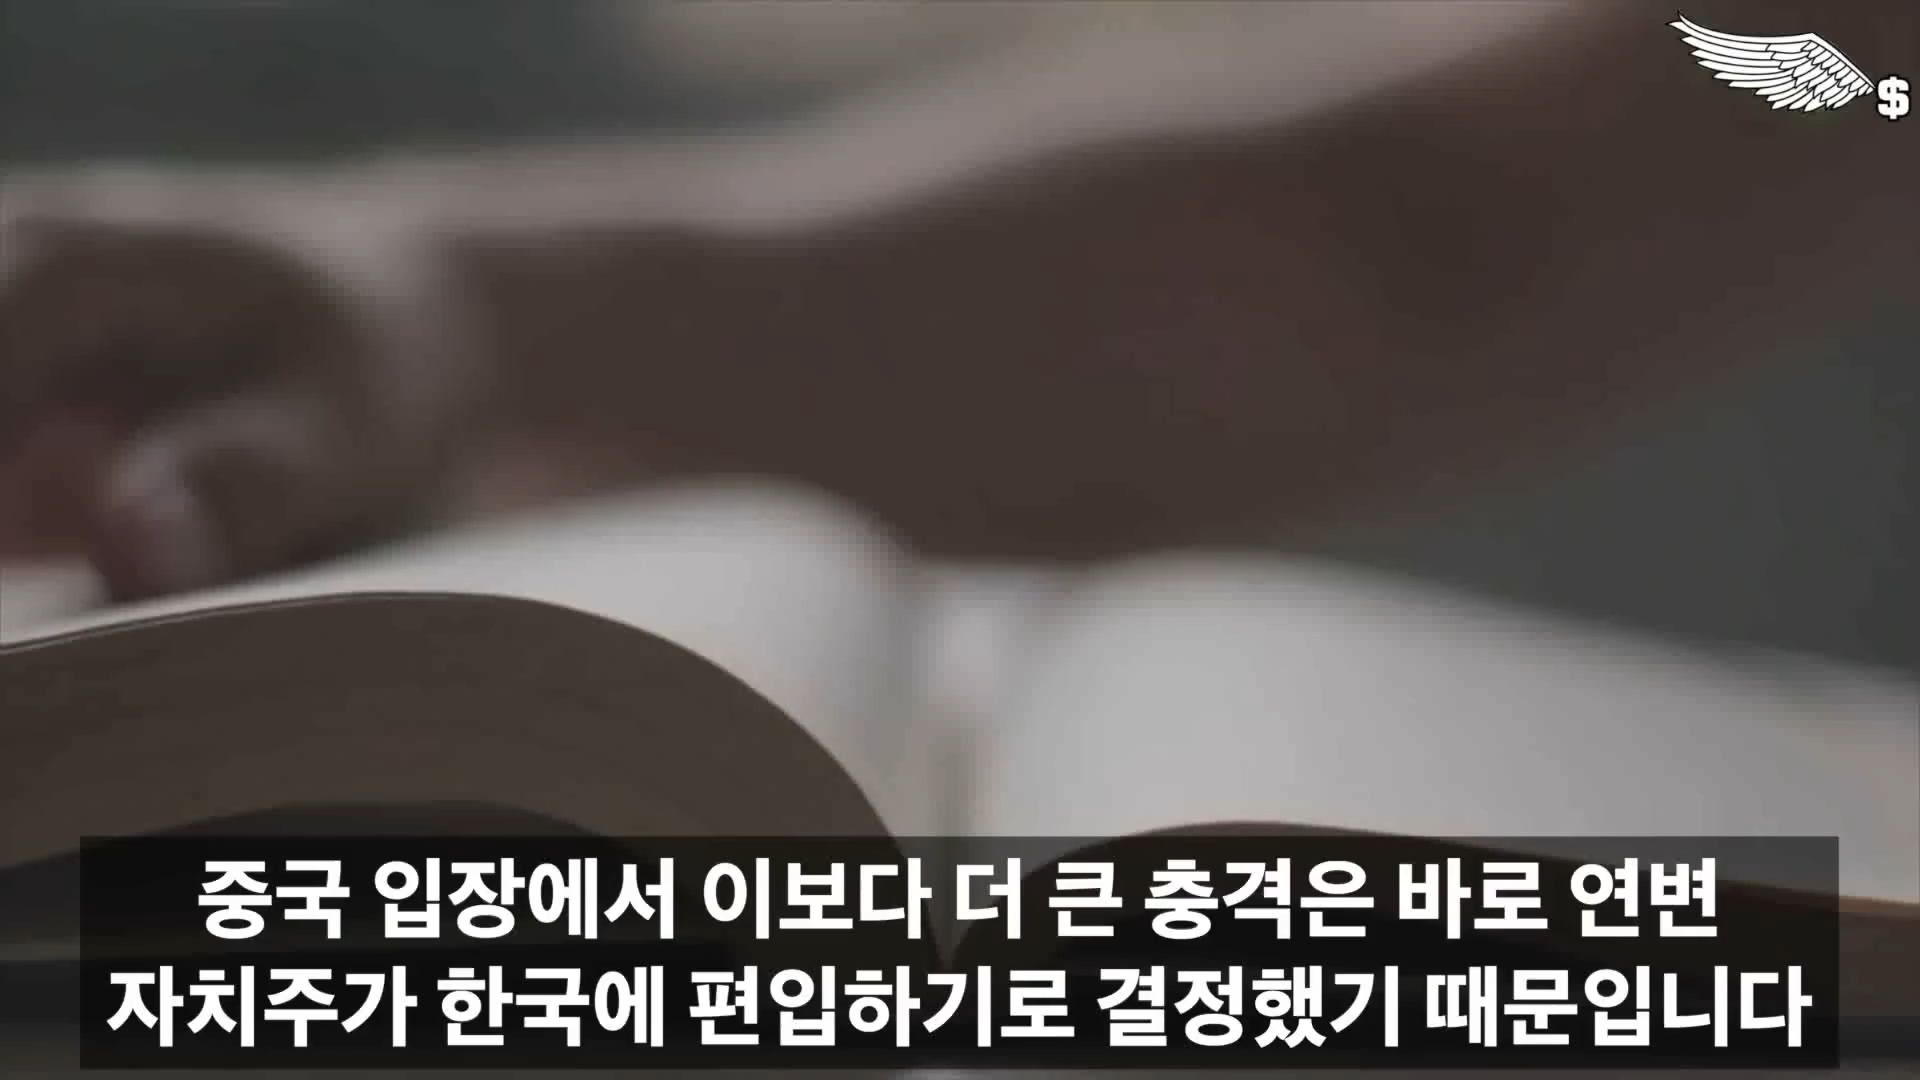 $
중국 입장에서 이보다 더 큰 충격은 바로 연변
자치주가 한국에 편입하기로 결정했기 때문입니다